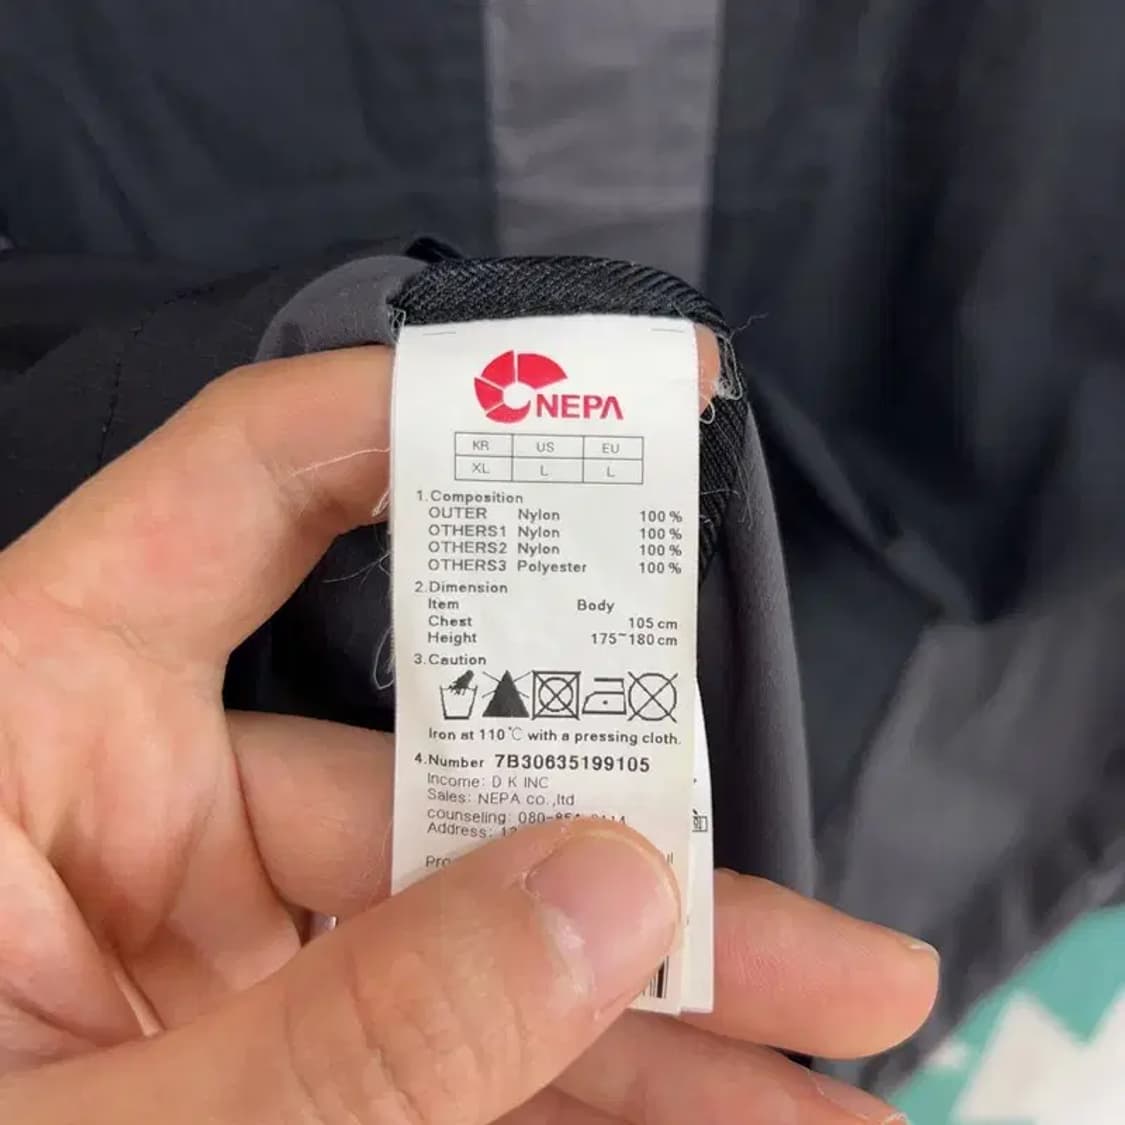 NEPA
KR US EU
XL L L
1.Composition
OUTER Nylon 100 %
OTHERS1 Nylon 100 %
OTHERS2 Nylon 100 %
OTHERS3 Polyester 100 %
2.Dimension
Item Body
Chest 105 cm
Height 175~180 cm
3.Caution
Iron at 110℃ with a pressing cloth.
4.Number 7B30635199105
Income: D K INC
Sales: NEPA co.,ltd
counseling:
Address: